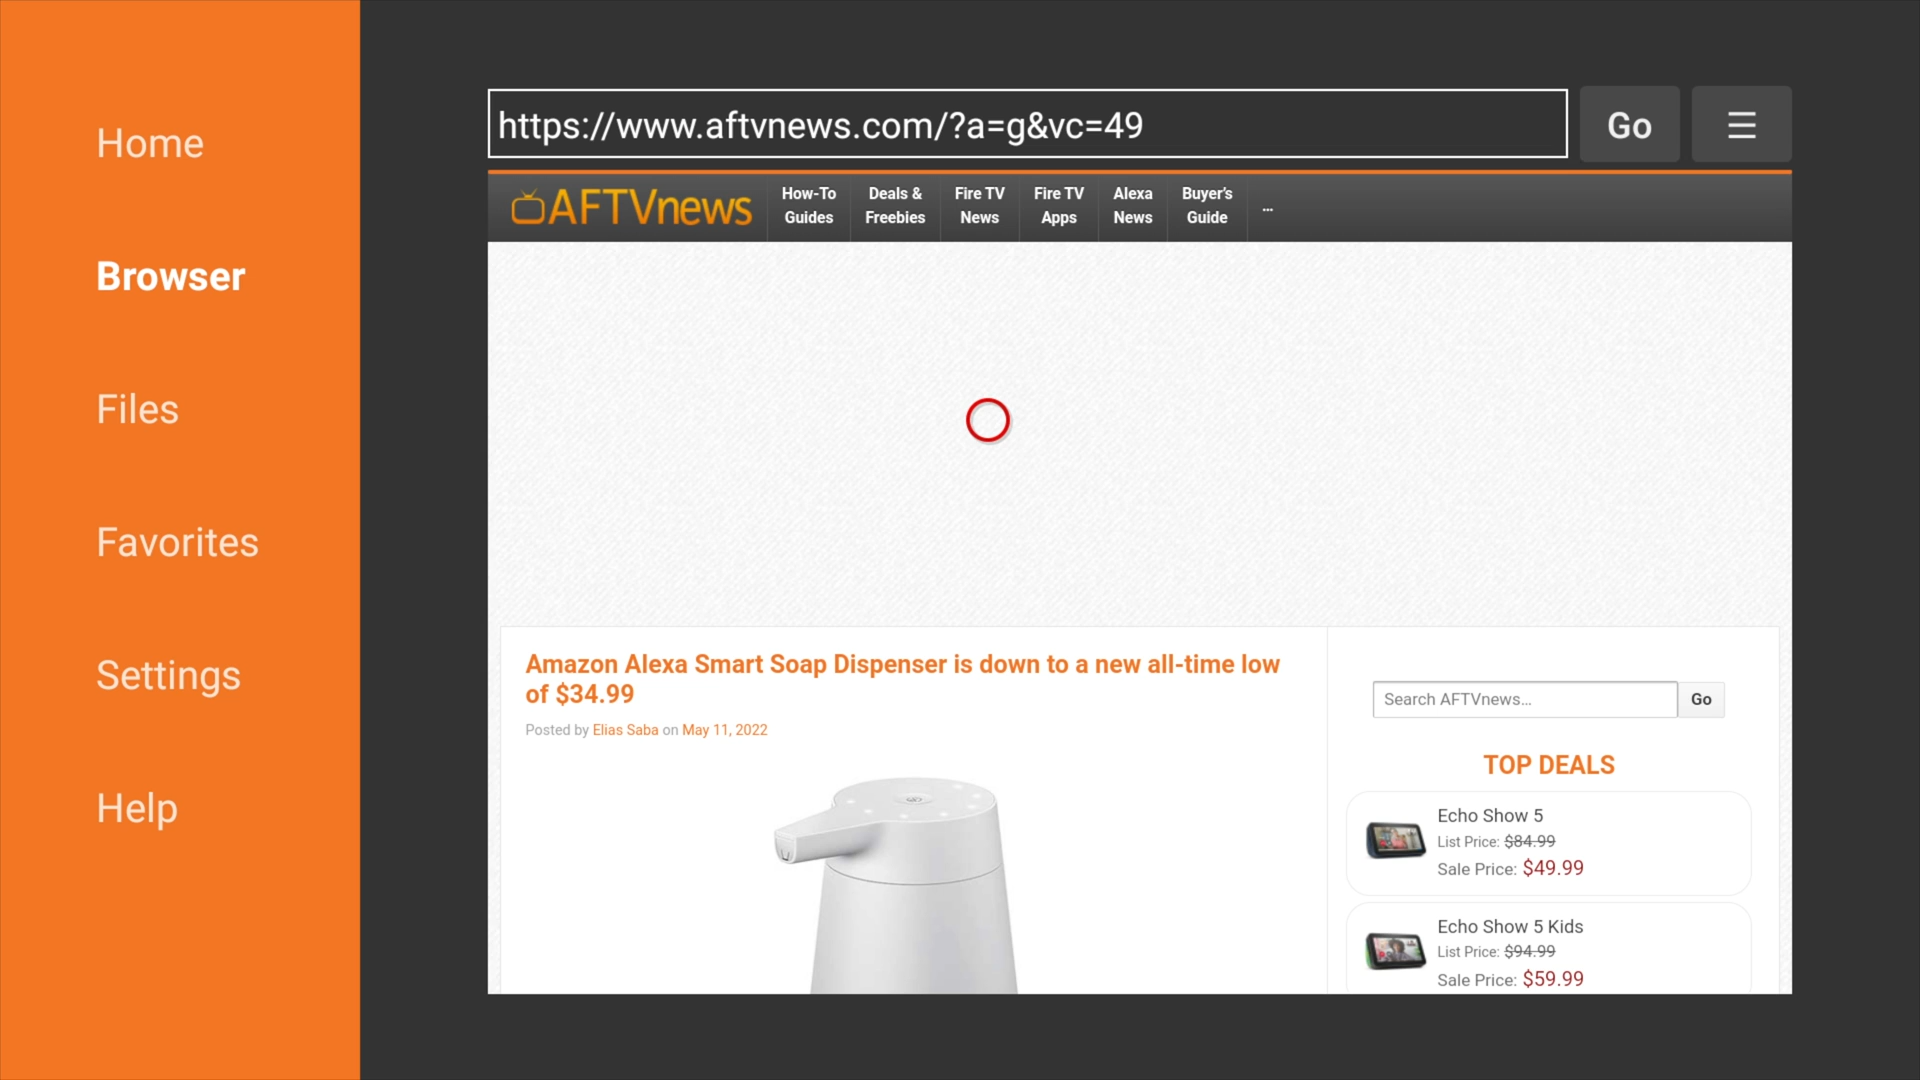 Home
Browser
Files
Favorites
Settings
Help
https://www.aftvnews.com/?a=g&vc=49
Go
☰
AFTVnews
How-To
Guides
Deals &
Freebies
Fire TV
News
Fire TV
Apps
Alexa
News
Buyer's
Guide
...
Amazon Alexa Smart Soap Dispenser is down to a new all-time low
of $34.99
Posted by Elias Saba on May 11, 2022
Search AFTVnews...
Go
TOP DEALS
Echo Show 5
List Price: $84.99
Sale Price: $49.99
Echo Show 5 Kids
List Price: $94.99
Sale Price: $59.99